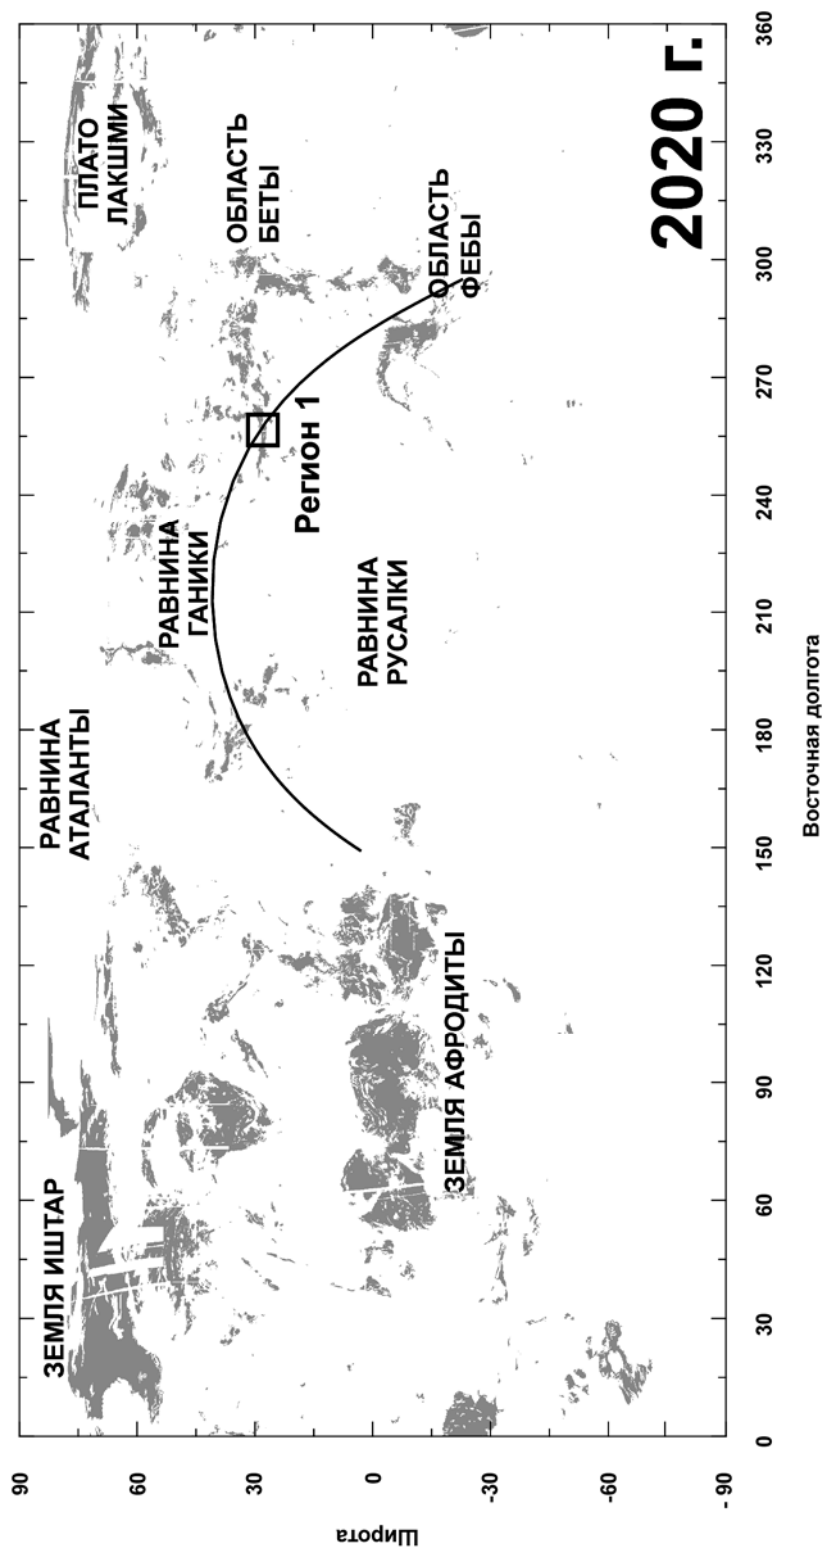 ПЛАТО
ЛАКШМИ
ОБЛАСТЬ
БЕТЫ
ОБЛАСТЬ
ФЕБЫ
2020 г.
Регион 1
РАВНИНА
ГАНИКИ
РАВНИНА
РУСАЛКИ
РАВНИНА
АТАЛАНТЫ
ЗЕМЛЯ АФРОДИТЫ
ЗЕМЛЯ ИШТАР
90
60
30
0
-30
-60
- 90
Широта
0
30
60
90
120
150
180
210
240
270
300
330
360
Восточная долгота